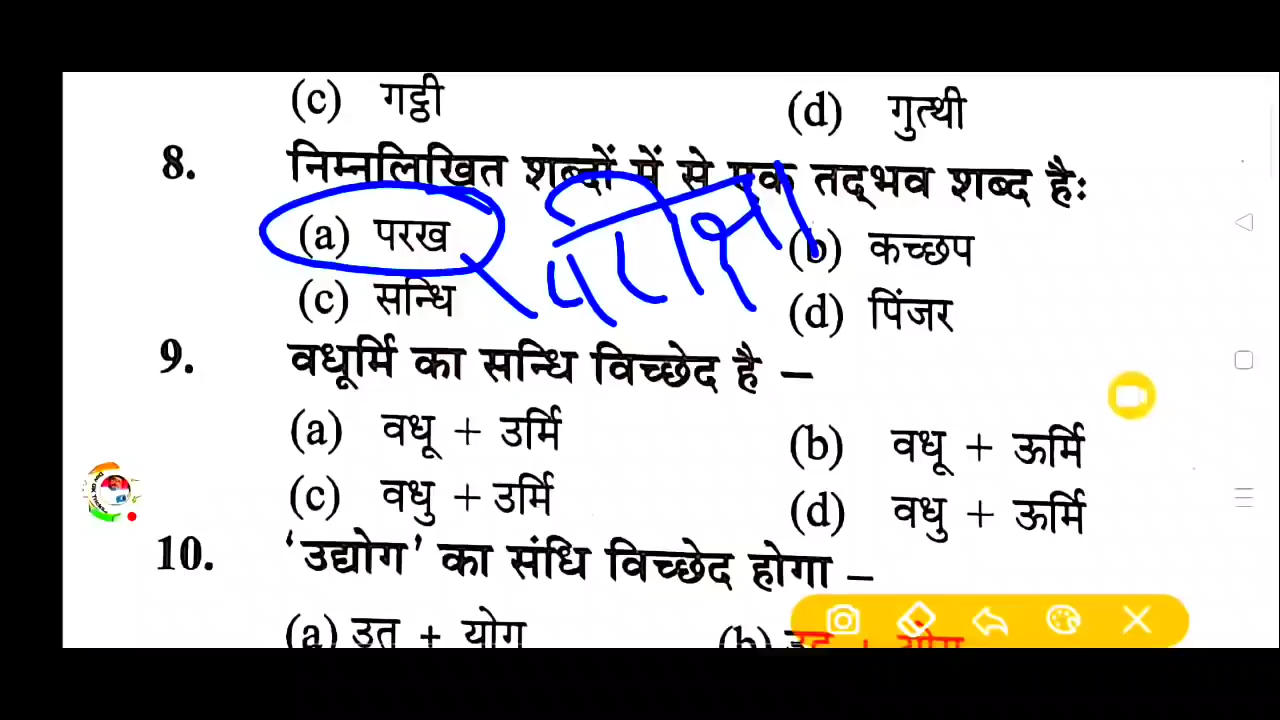 (c) गट्ठी (d) गुत्थी
8. निम्नलिखित शब्दों में से एक तद्भव शब्द हैः
(a) परख परीक्षा (b) कच्छप
(c) सन्धि (d) पिंजर
9. वधूर्मि का सन्धि विच्छेद है –
(a) वधू + उर्मि (b) वधू + ऊर्मि
(c) वधु + उर्मि (d) वधु + ऊर्मि
10. 'उद्योग' का संधि विच्छेद होगा –
(a) उत् + योग (b) + योग